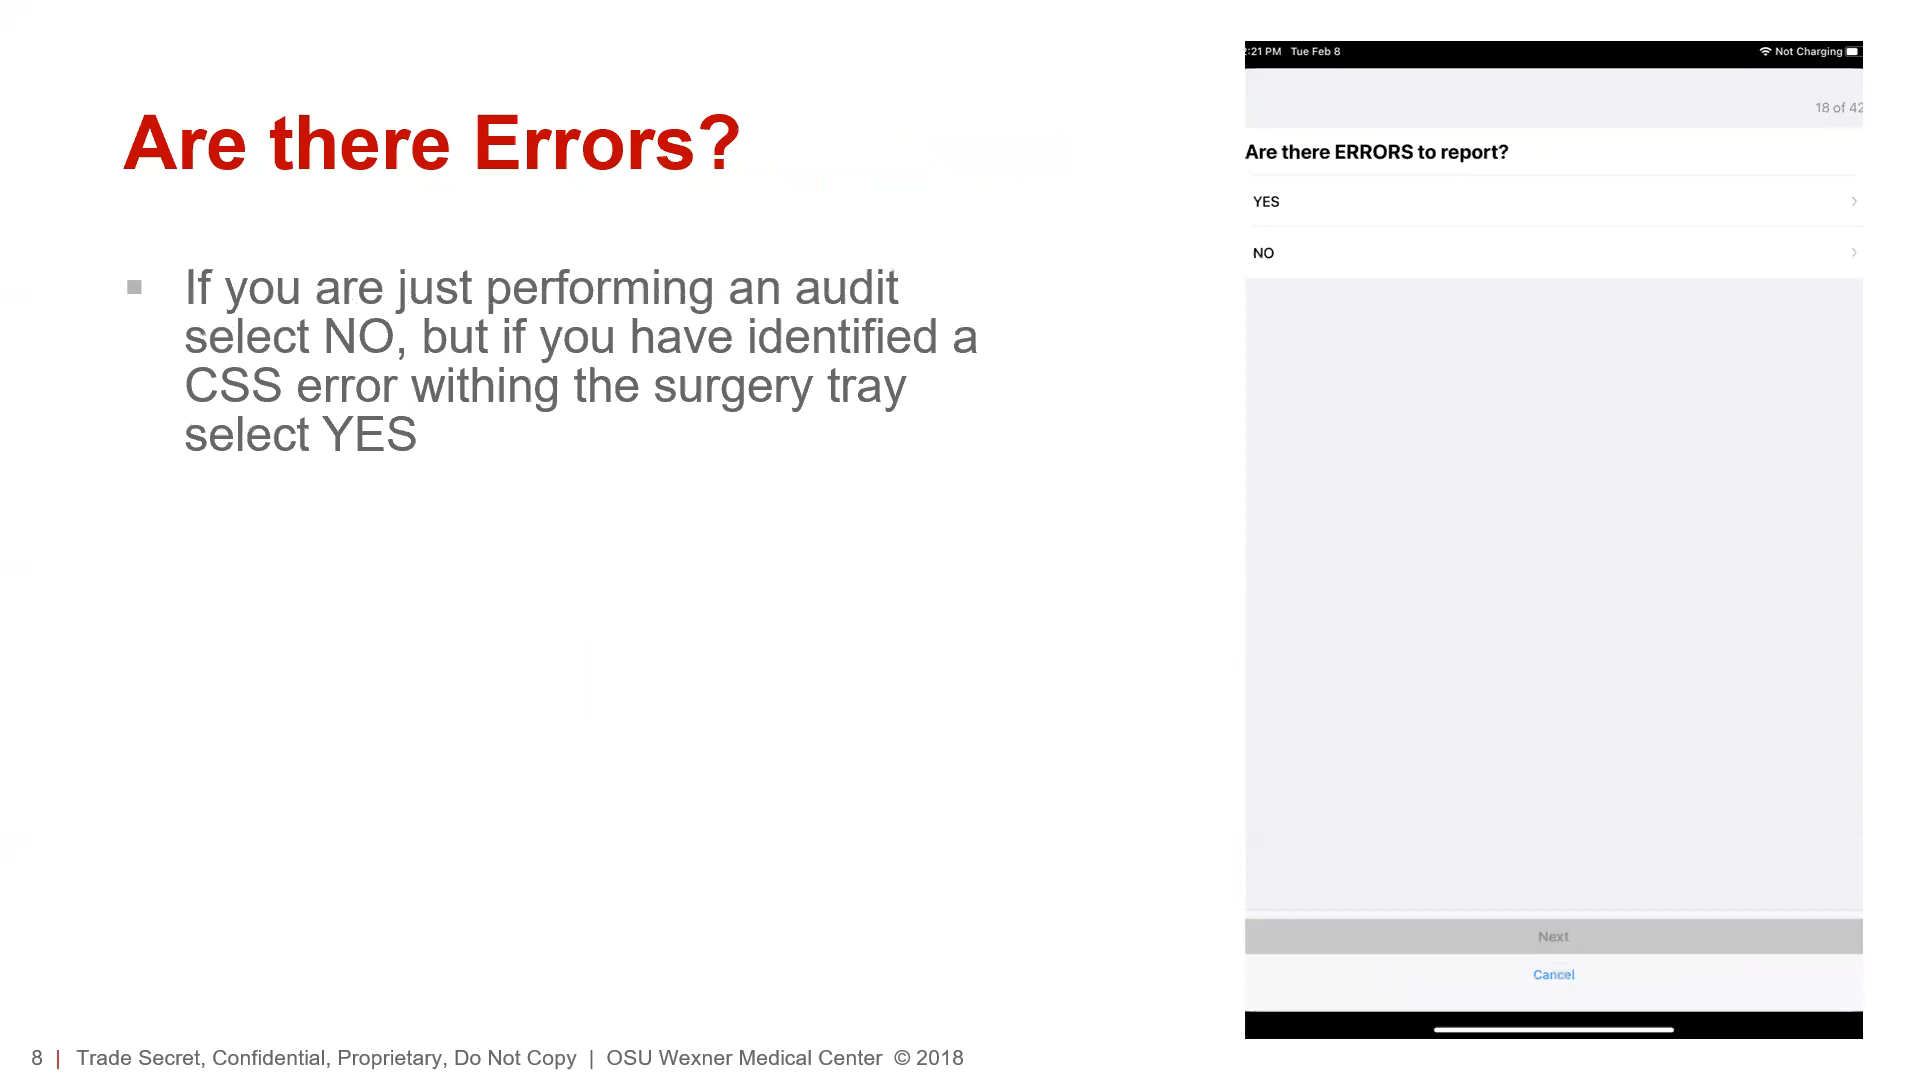 Are there Errors?
If you are just performing an audit
select NO, but if you have identified a
CSS error withing the surgery tray
select YES
:21 PM Tue Feb 8
Not Charging
18 of 42
Are there ERRORS to report?
YES
NO
Next
Cancel
8 | Trade Secret, Confidential, Proprietary, Do Not Copy | OSU Wexner Medical Center © 2018